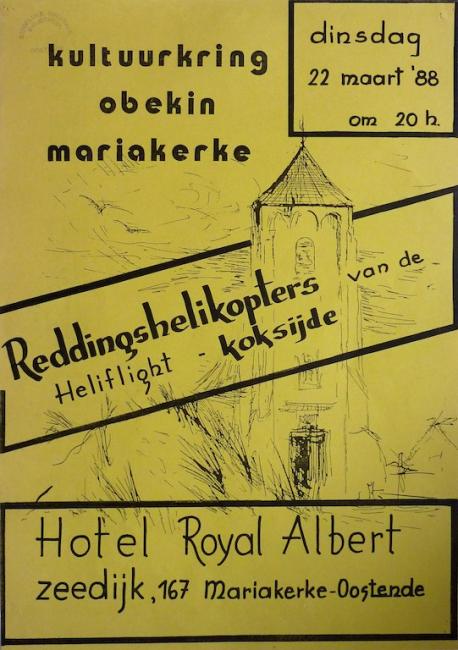 kultuurkring
obekin
mariakerke
dinsdag
22 maart '88
om 20 h.
Reddingshelikopters van de
Heliflight - koksijde
Hotel Royal Albert
zeedijk, 167 Mariakerke-Oostende